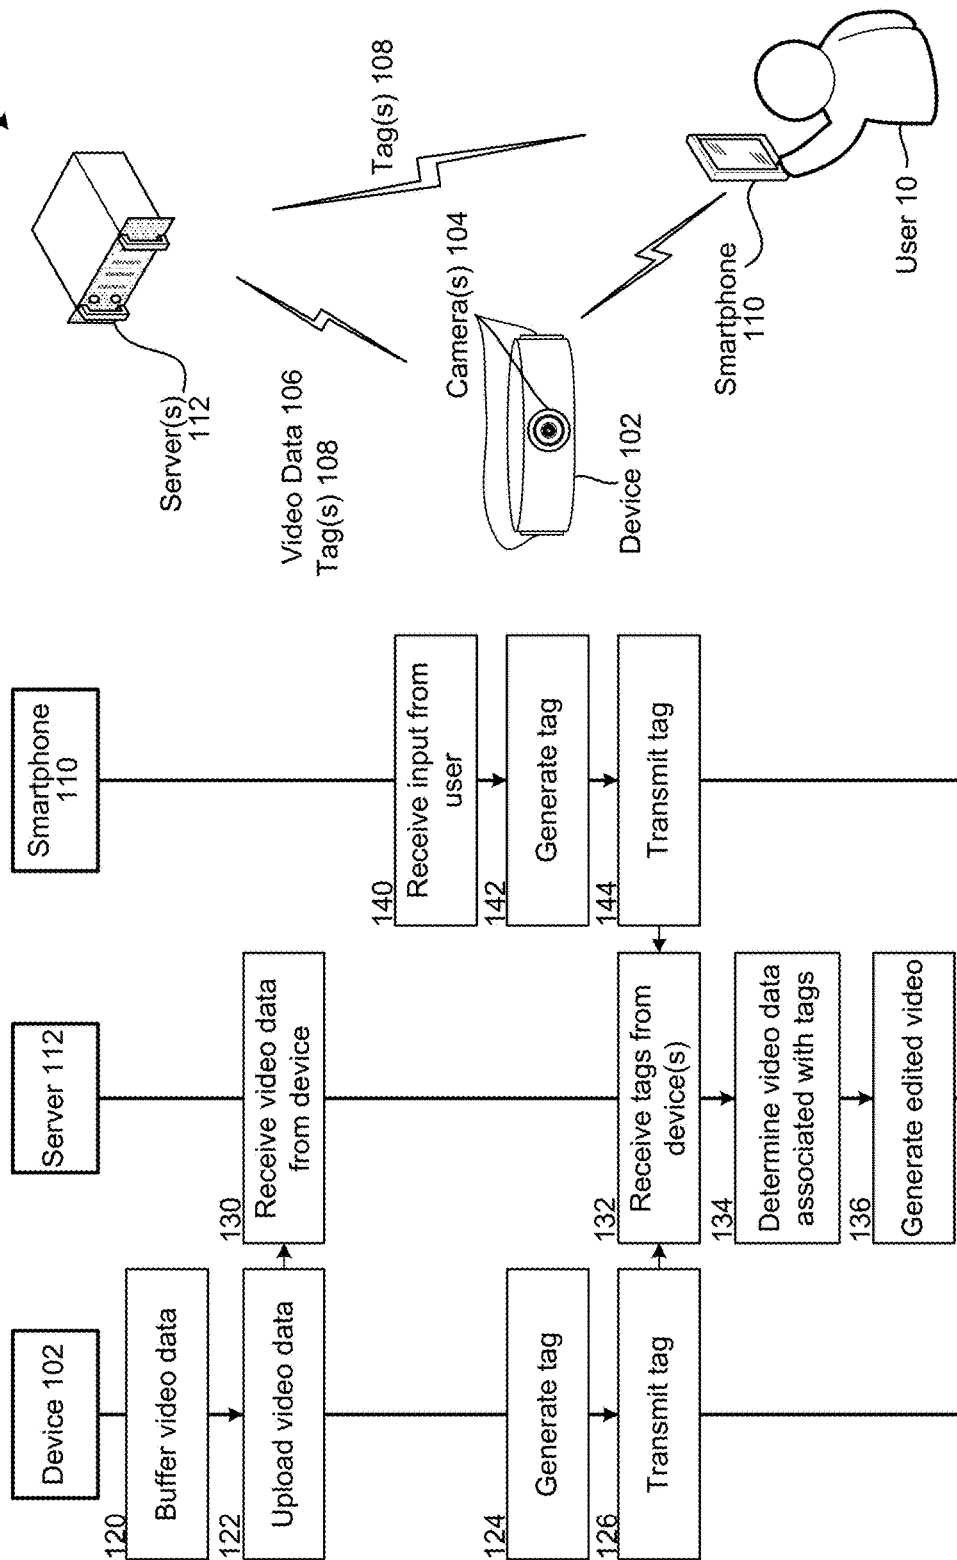 Server(s)
112
Video Data 106
Tag(s) 108
Tag(s) 108
Camera(s) 104
Device 102
Smartphone
110
User 10
Device 102
Server 112
Smartphone
110
120
Buffer video data
122
Upload video data
130
Receive video data
from device
140
Receive input from
user
124
Generate tag
142
Generate tag
126
Transmit tag
132
Receive tags from
device(s)
144
Transmit tag
134
Determine video data
associated with tags
136
Generate edited video